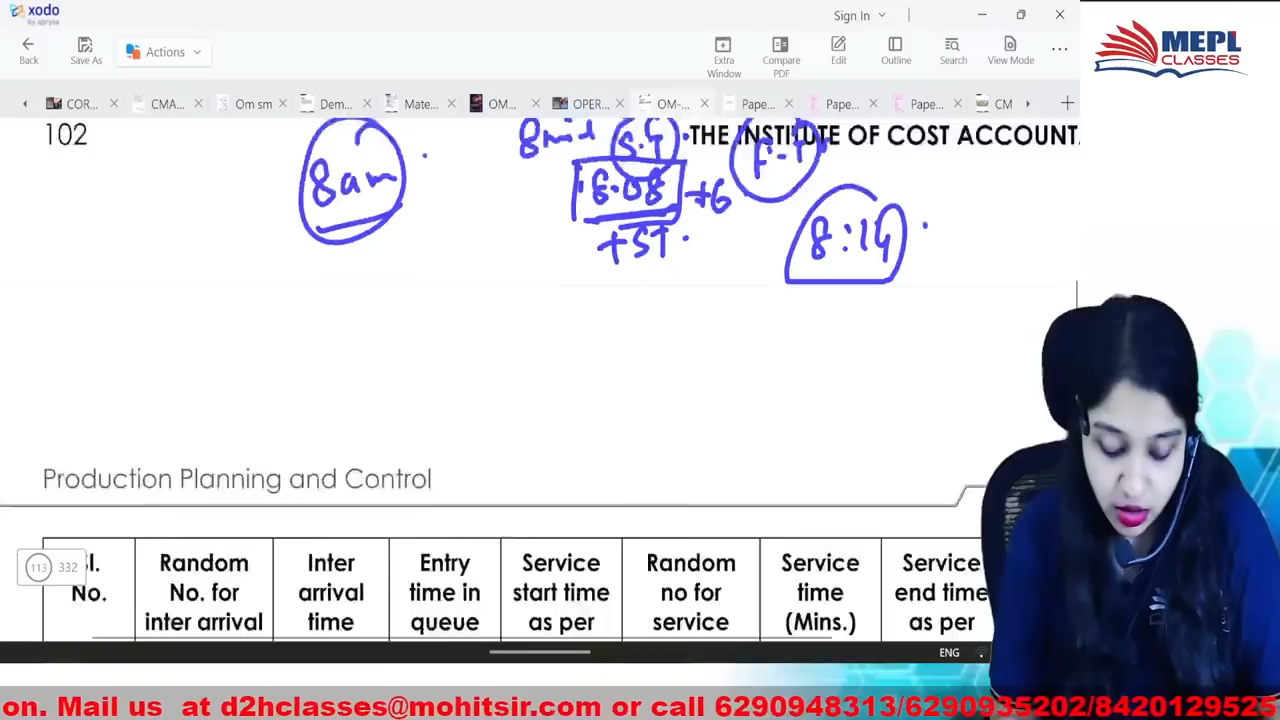 xodo
by apryse
Sign In
Back
Save As
Actions
Extra Window
Compare PDF
Edit
Outline
Search
View Mode
COR...
CMA...
Om sm
Dem...
Mate...
OM...
OPER...
OM-...
Pape...
Pape...
Pape...
CM
102
THE INSTITUTE OF COST ACCOUNTA
8am
8min
S.T
F-T
8.08
+6
+ST
8:14
Production Planning and Control
113 332
l. No.
Random No. for inter arrival
Inter arrival time
Entry time in queue
Service start time as per
Random no for service
Service time (Mins.)
Service end time as per
ENG
MEPL
CLASSES
on. Mail us at d2hclasses@mohitsir.com or call 6290948313/6290935202/8420129525